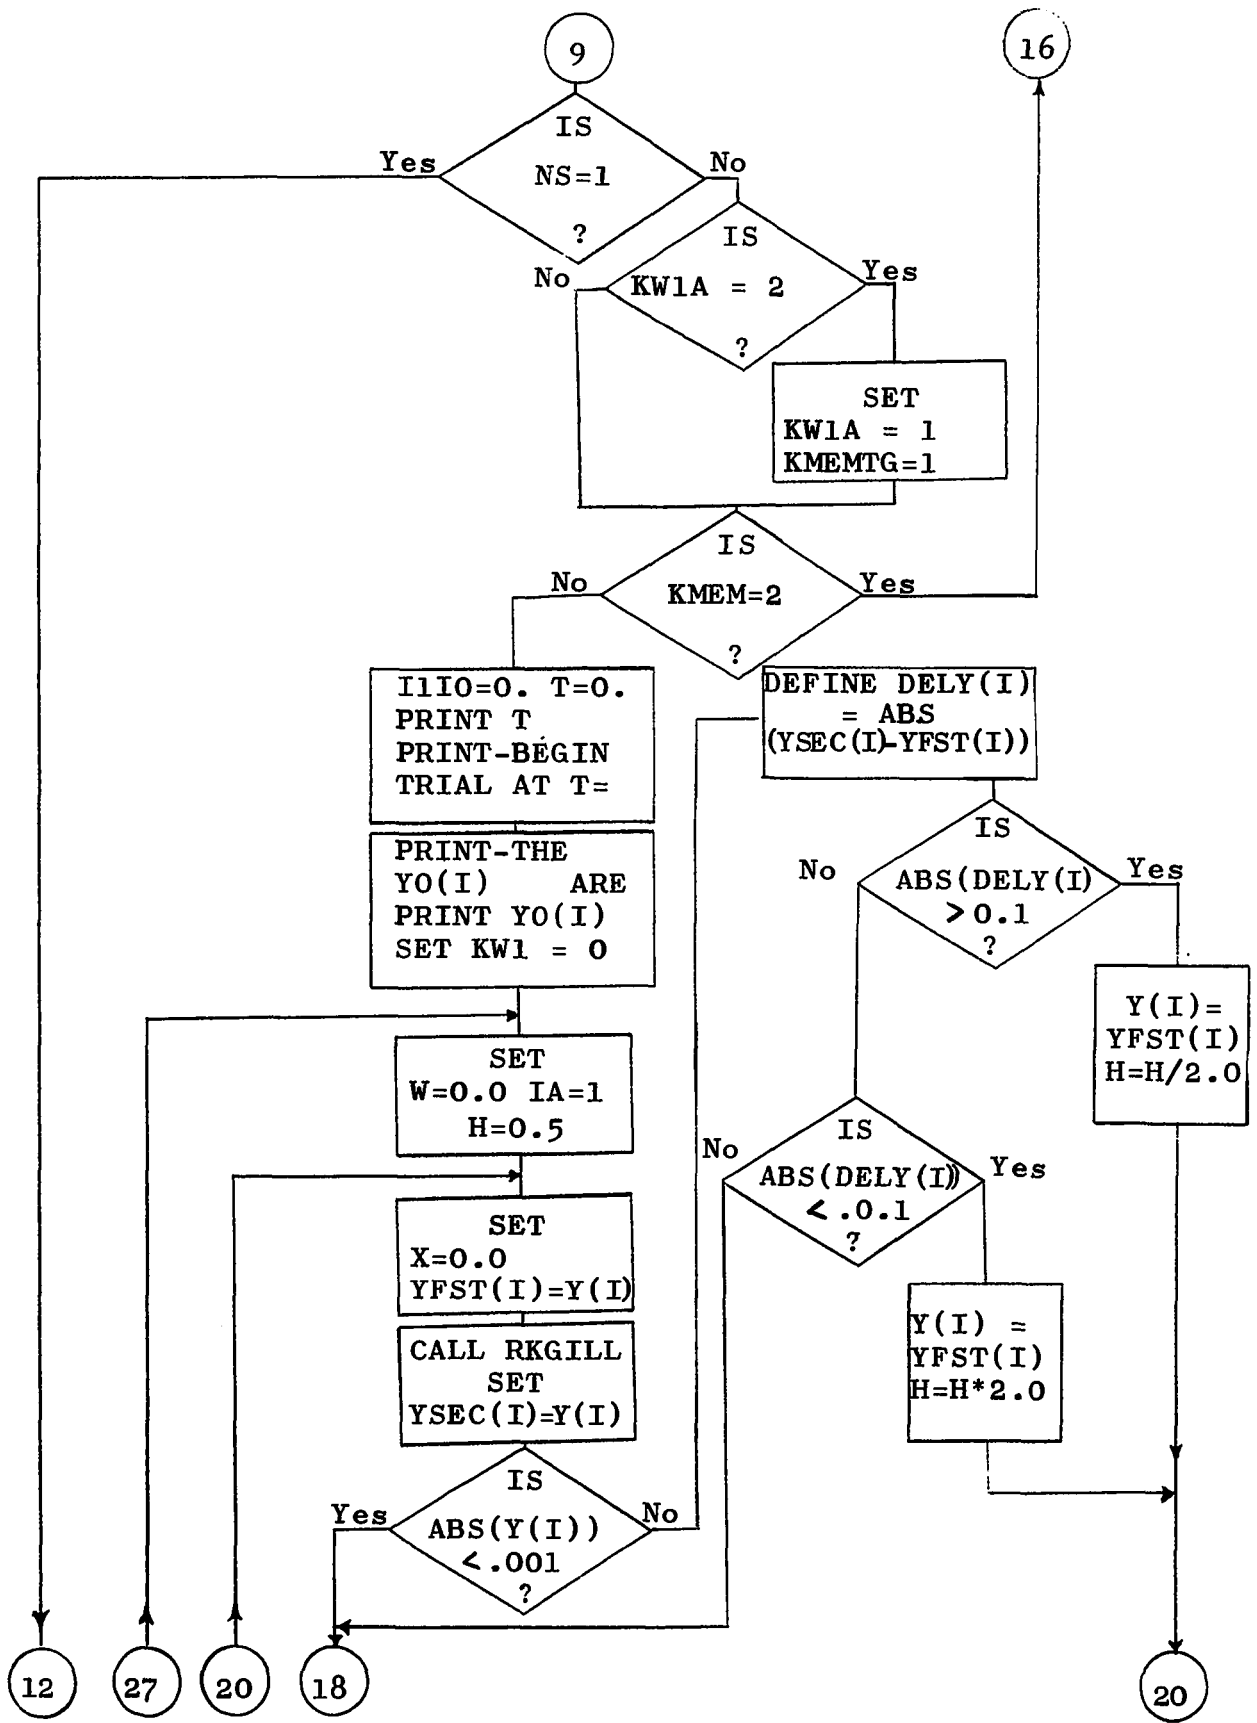 9
16
IS
NS=1
?
Yes
No
IS
KW1A = 2
?
No
Yes
SET
KW1A = 1
KMEMTG=1
IS
KMEM=2
?
No
Yes
I1IO=0. T=0.
PRINT T
PRINT-BEGIN
TRIAL AT T=
PRINT-THE
YO(I) ARE
PRINT YO(I)
SET KW1 = 0
SET
W=0.0 IA=1
H=0.5
SET
X=0.0
YFST(I)=Y(I)
CALL RKGILL
SET
YSEC(I)=Y(I)
IS
ABS(Y(I))
<.001
?
Yes
No
DEFINE DELY(I)
= ABS
(YSEC(I)-YFST(I))
IS
ABS(DELY(I)
>0.1
?
No
Yes
Y(I)=
YFST(I)
H=H/2.0
IS
ABS(DELY(I))
<.0.1
?
No
Yes
Y(I) =
YFST(I)
H=H*2.0
12
27
20
18
20